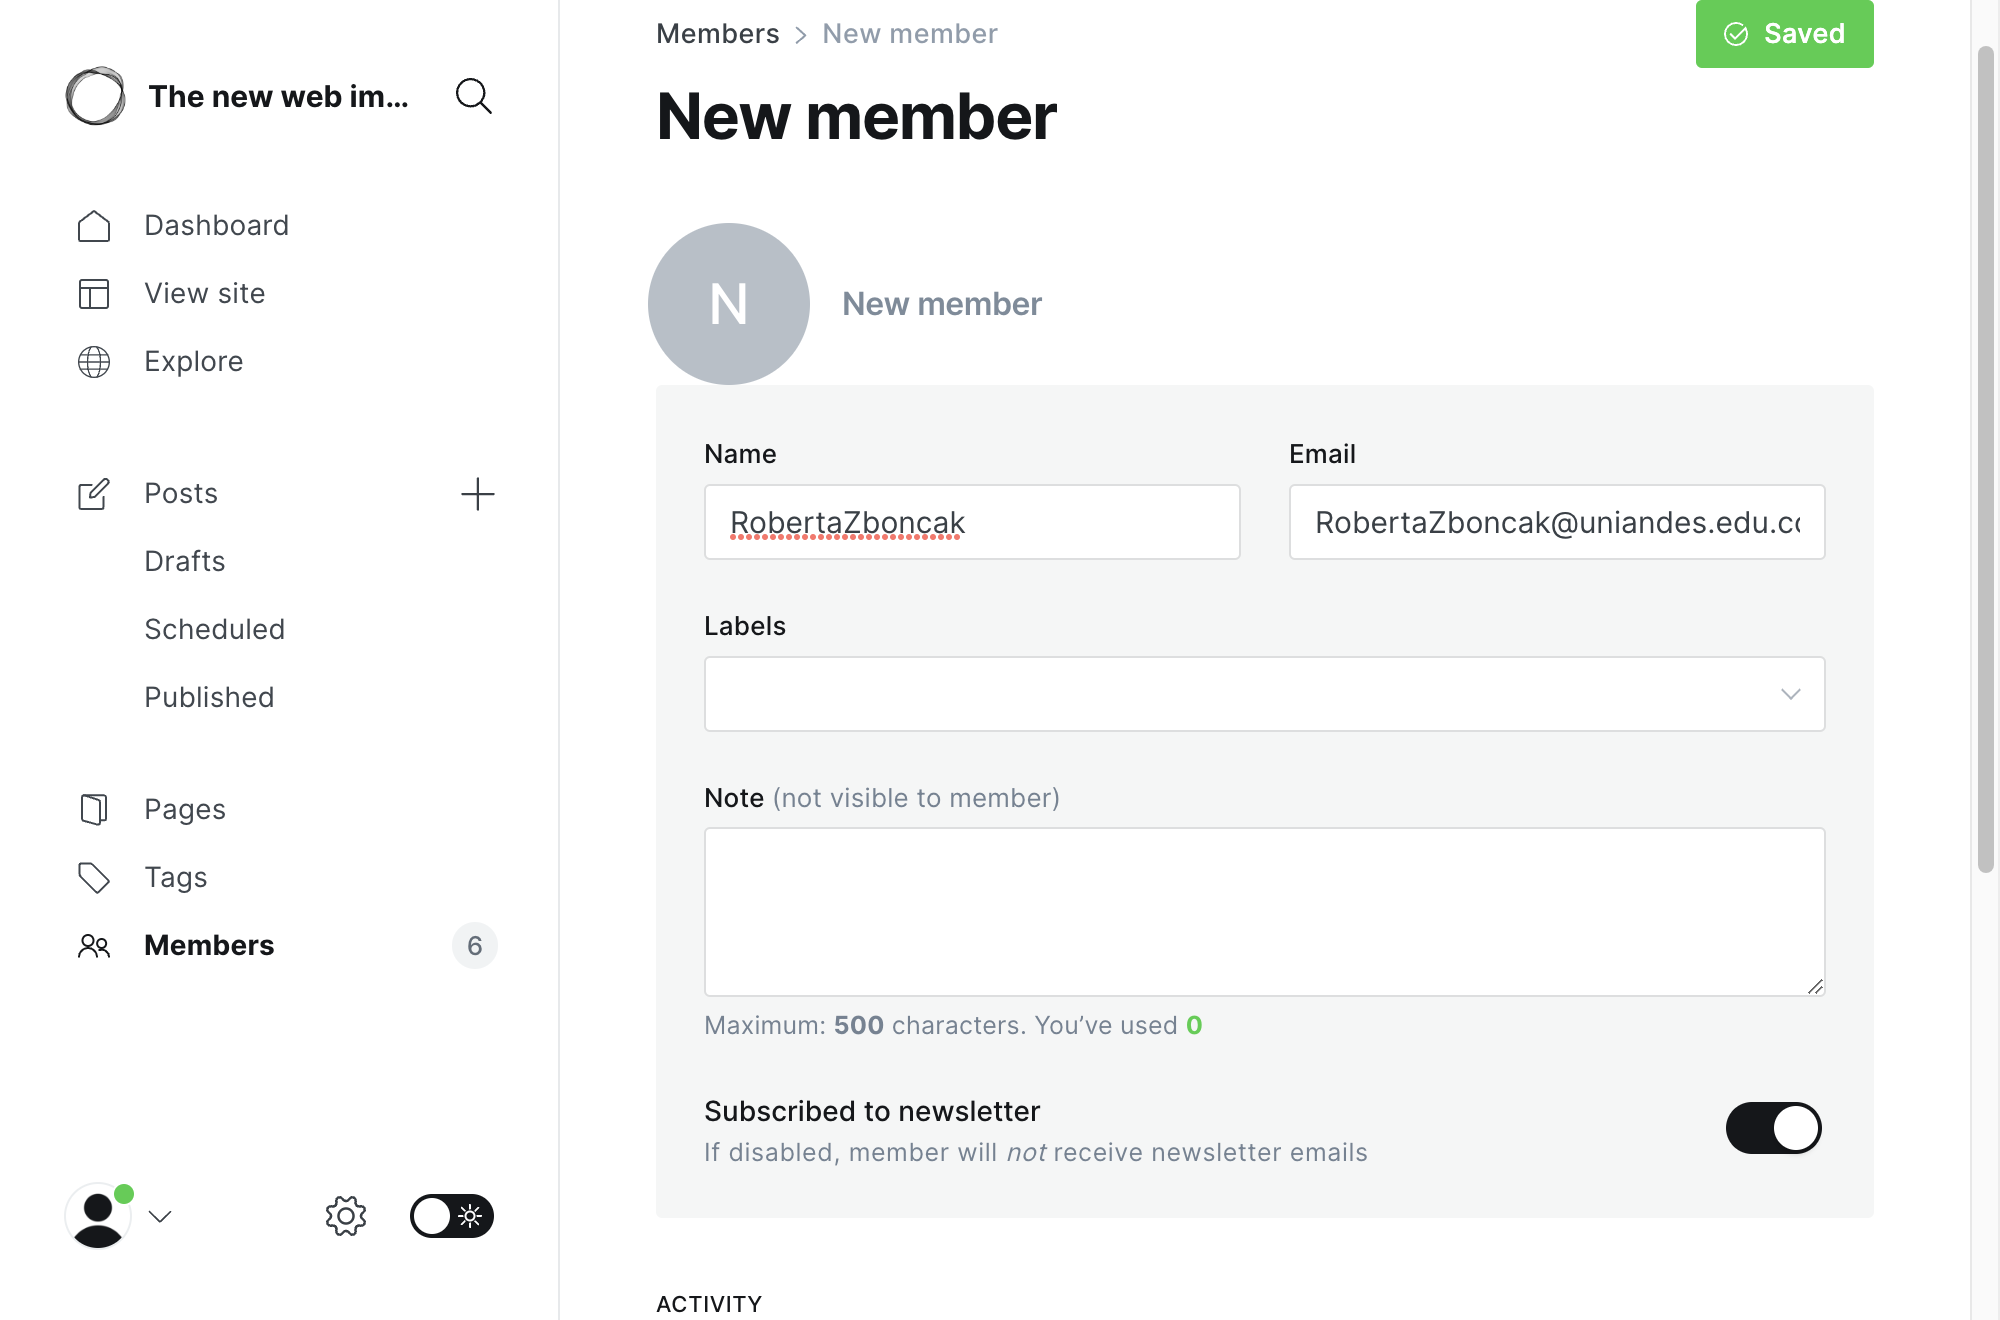 The new web im...
Dashboard
View site
Explore
Posts
Drafts
Scheduled
Published
Pages
Tags
Members 6
Members > New member
Saved
New member
N
New member
Name
RobertaZboncak
Email
RobertaZboncak@uniandes.edu.co
Labels
Note (not visible to member)
Maximum: 500 characters. You’ve used 0
Subscribed to newsletter
If disabled, member will not receive newsletter emails
ACTIVITY